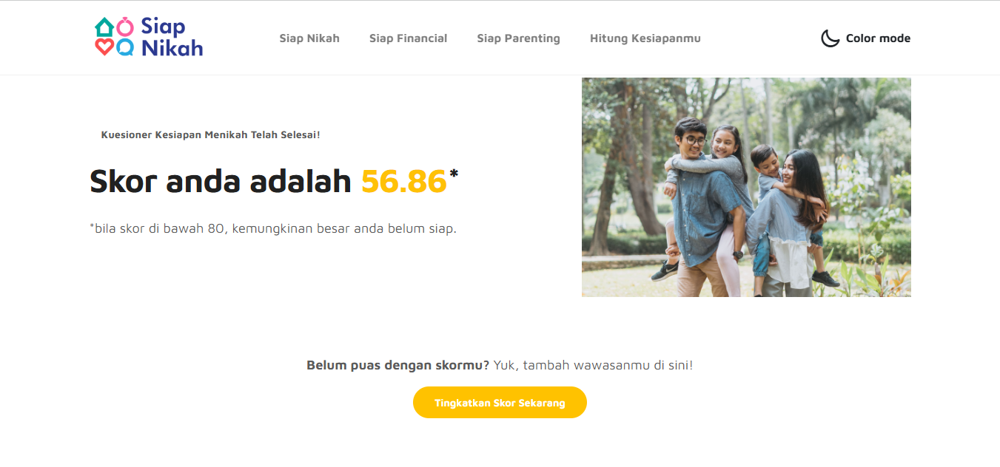 Siap
Nikah
Siap Nikah
Siap Financial
Siap Parenting
Hitung Kesiapanmu
Color mode
Kuesioner Kesiapan Menikah Telah Selesai!
Skor anda adalah 56.86*
*bila skor di bawah 80, kemungkinan besar anda belum siap.
Belum puas dengan skormu? Yuk, tambah wawasanmu di sini!
Tingkatkan Skor Sekarang